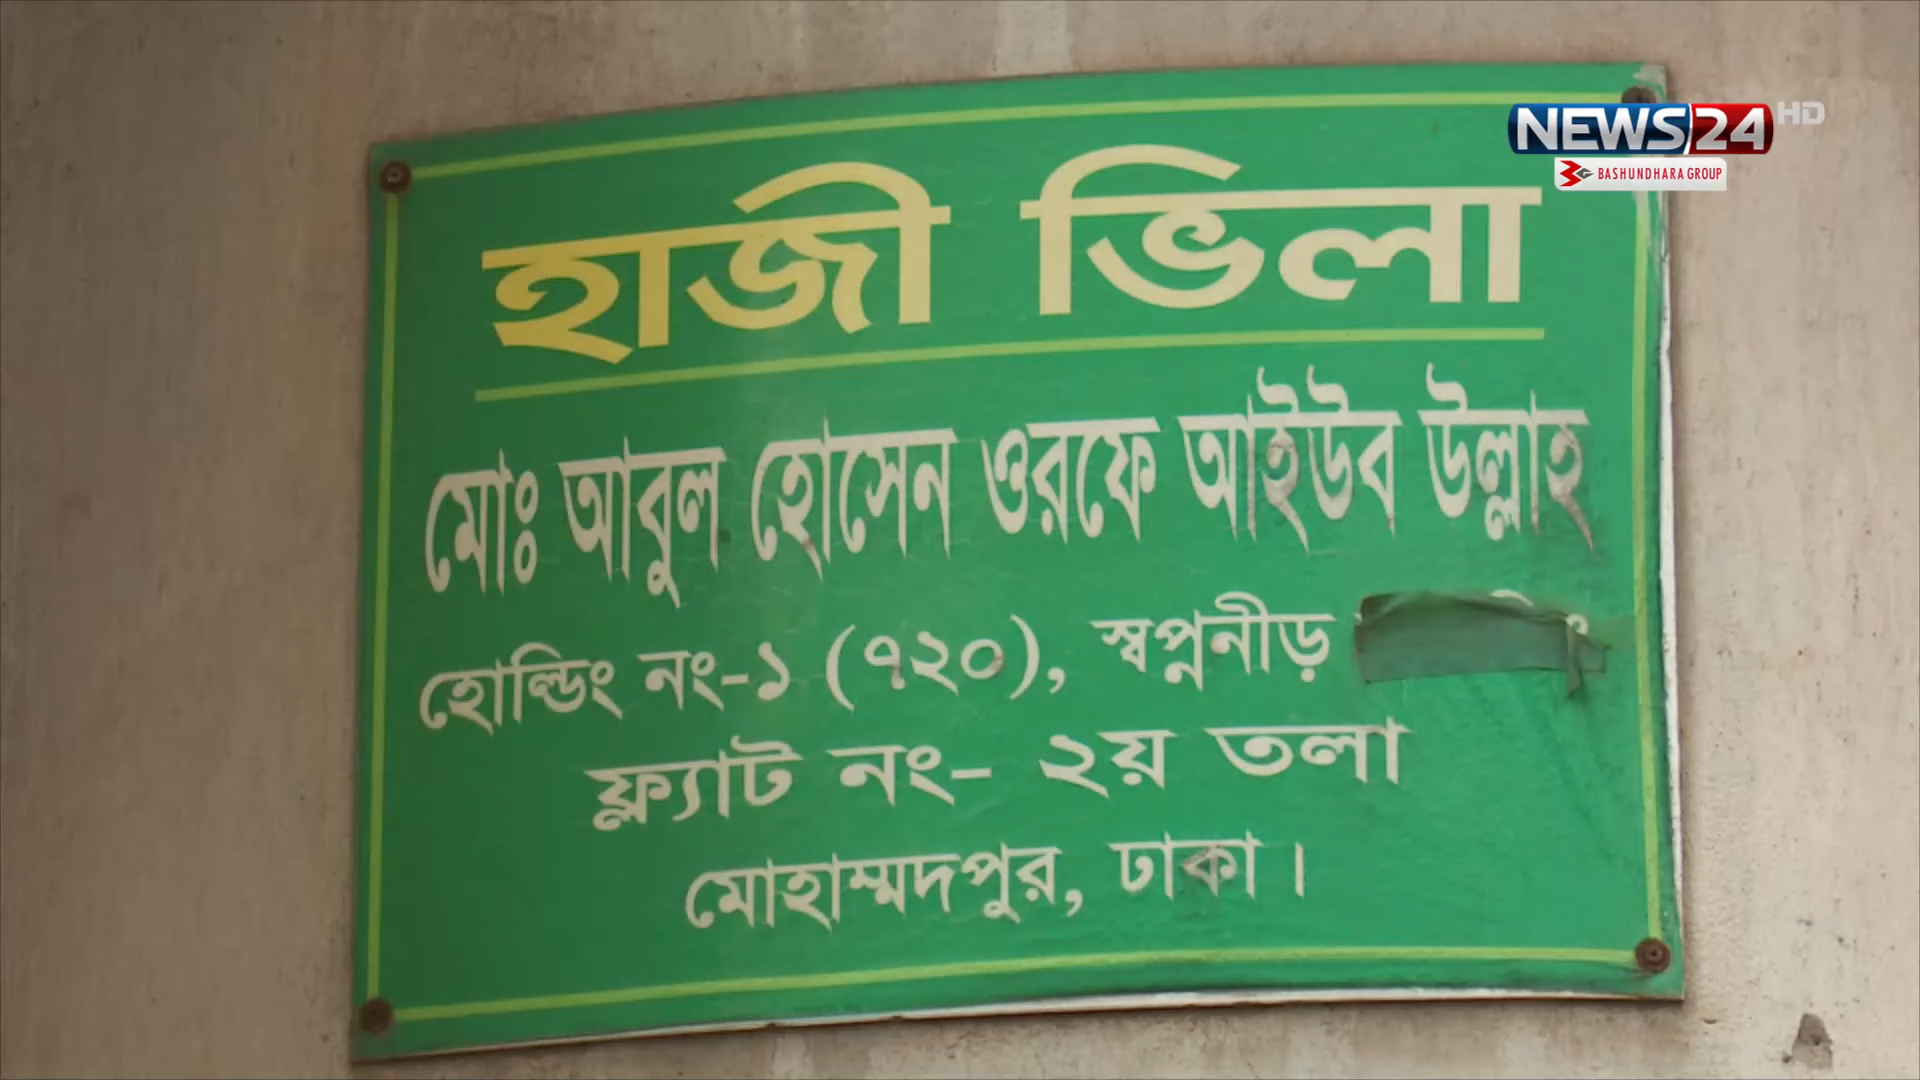 NEWS24 HD
BASHUNDHARA GROUP
হাজী ভিলা
মোঃ আবুল হোসেন ওরফে আইউব উল্লাহ
হোল্ডিং নং-১ (৭২০), স্বপ্ননীড়
ফ্ল্যাট নং- ২য় তলা
মোহাম্মদপুর, ঢাকা।